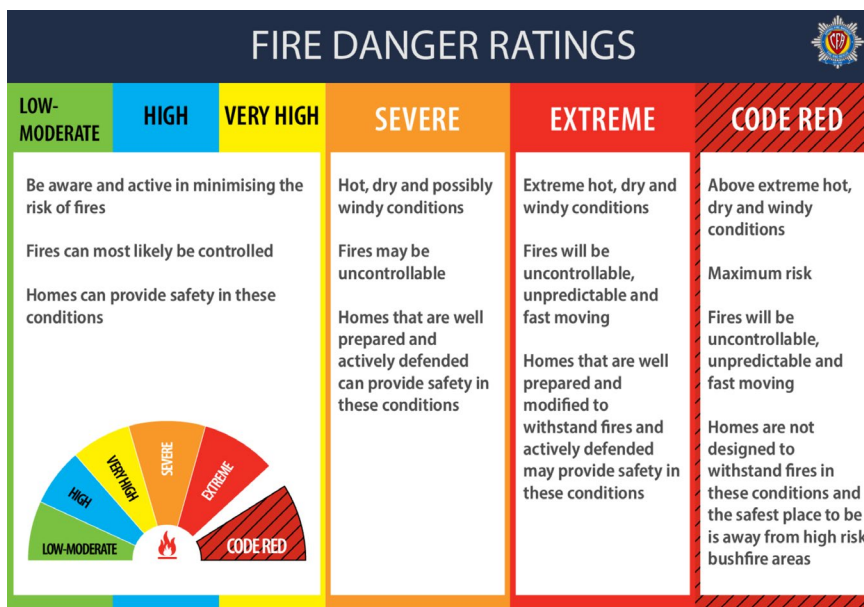 FIRE DANGER RATINGS
CFA
LOW-
MODERATE
HIGH
VERY HIGH
SEVERE
EXTREME
CODE RED
Be aware and active in minimising the
risk of fires
Fires can most likely be controlled
Homes can provide safety in these
conditions
LOW-MODERATE
HIGH
VERY HIGH
SEVERE
EXTREME
CODE RED
Hot, dry and possibly
windy conditions
Fires may be
uncontrollable
Homes that are well
prepared and
actively defended
can provide safety in
these conditions
Extreme hot, dry and
windy conditions
Fires will be
uncontrollable,
unpredictable and
fast moving
Homes that are well
prepared and
modified to
withstand fires and
actively defended
may provide safety in
these conditions
Above extreme hot,
dry and windy
conditions
Maximum risk
Fires will be
uncontrollable,
unpredictable and
fast moving
Homes are not
designed to
withstand fires in
these conditions and
the safest place to be
is away from high risk
bushfire areas